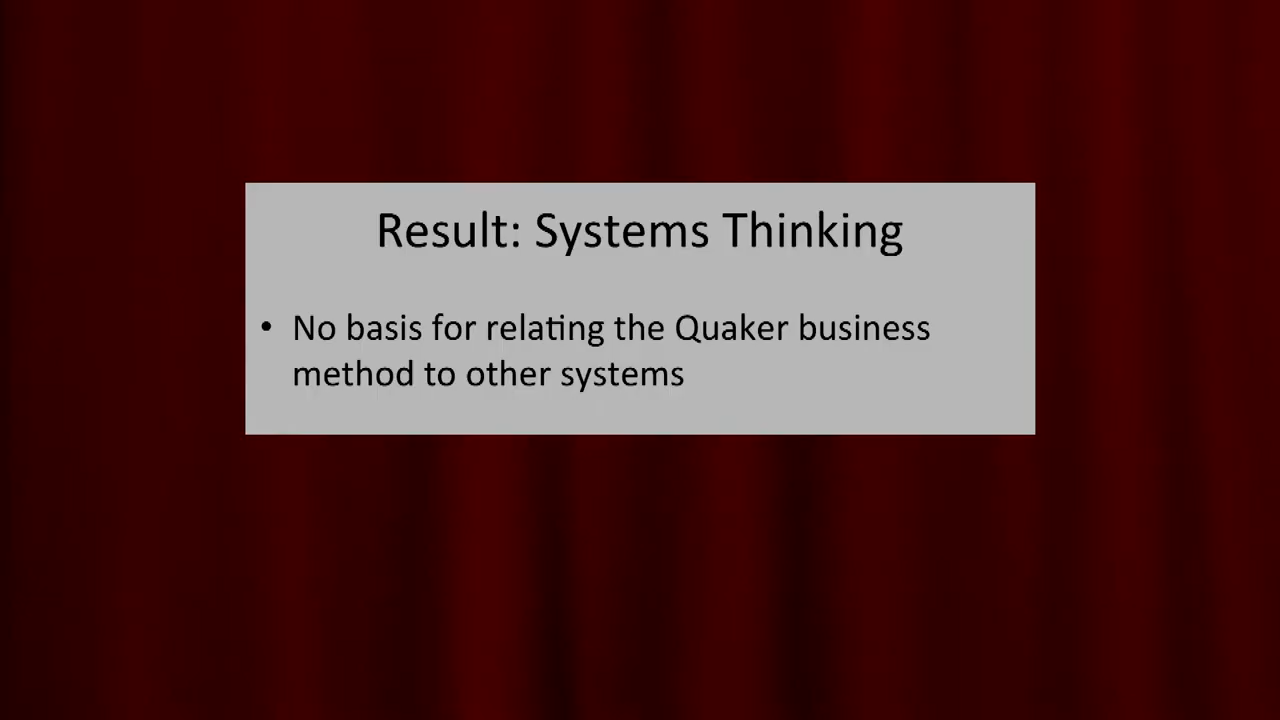 Result: Systems Thinking
• No basis for relating the Quaker business
method to other systems